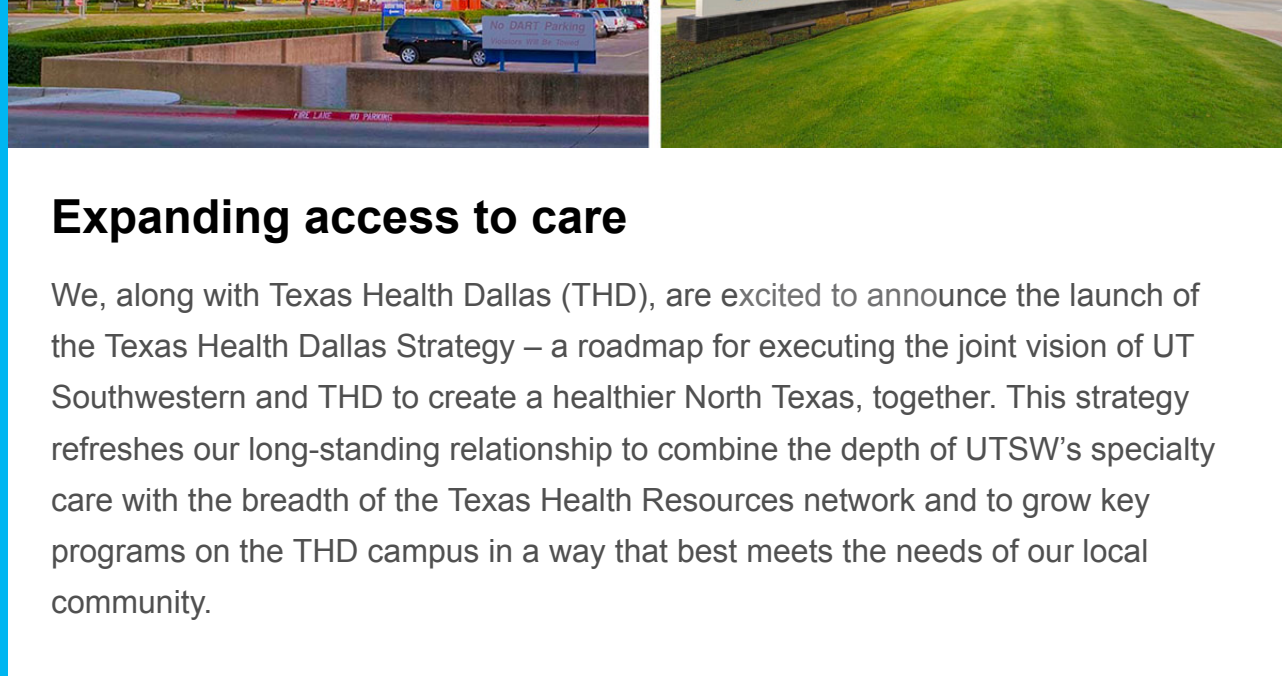 No DART Parking
Violators Will Be Towed
FIRE LANE NO PARKING
Expanding access to care
We, along with Texas Health Dallas (THD), are excited to announce the launch of
the Texas Health Dallas Strategy – a roadmap for executing the joint vision of UT
Southwestern and THD to create a healthier North Texas, together. This strategy
refreshes our long-standing relationship to combine the depth of UTSW’s specialty
care with the breadth of the Texas Health Resources network and to grow key
programs on the THD campus in a way that best meets the needs of our local
community.